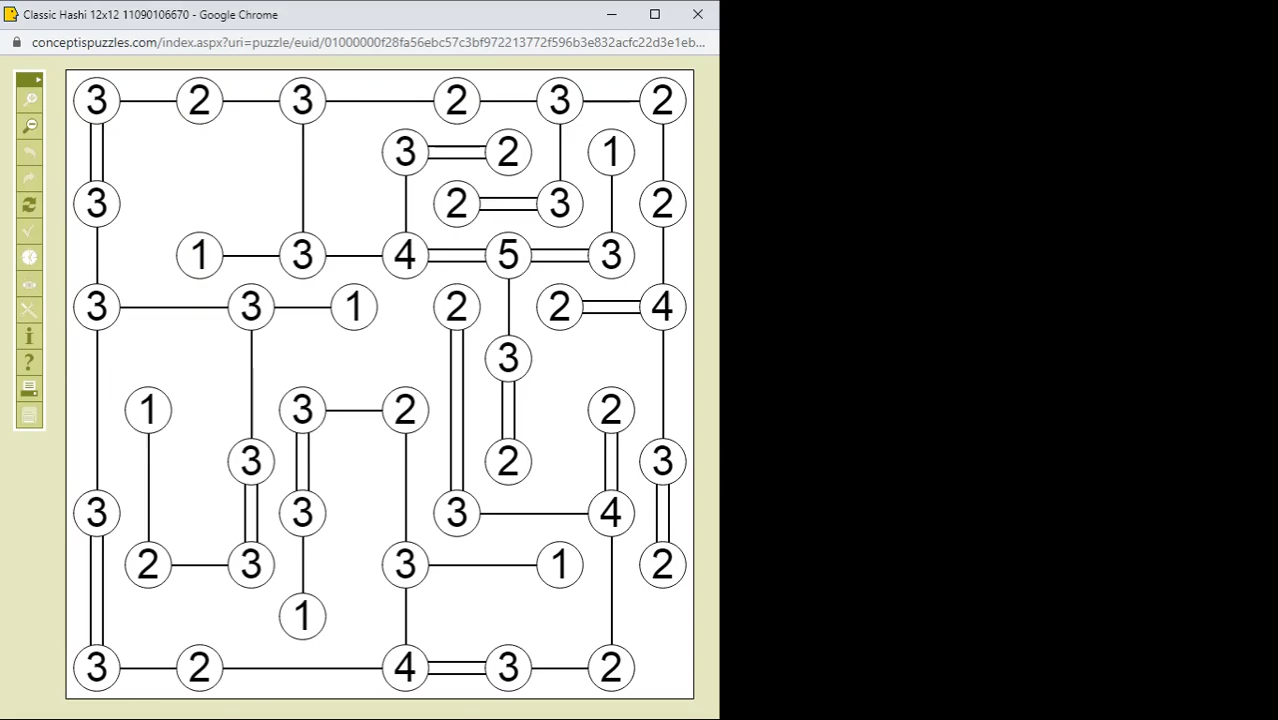 Classic Hashi 12x12 11090106670 - Google Chrome
conceptispuzzles.com/index.aspx?uri=puzzle/euid/01000000f28fa56ebc57c3bf972213772f596b3e832acfc22d3e1eb...
3 2 3 2 3 2
3 2 1
3 2 3 2
1 3 4 5 3
3 3 1 2 2 4
3
1 3 2 2
3 2 3
3 3 3 4
2 3 3 1 2
1
3 2 4 3 2